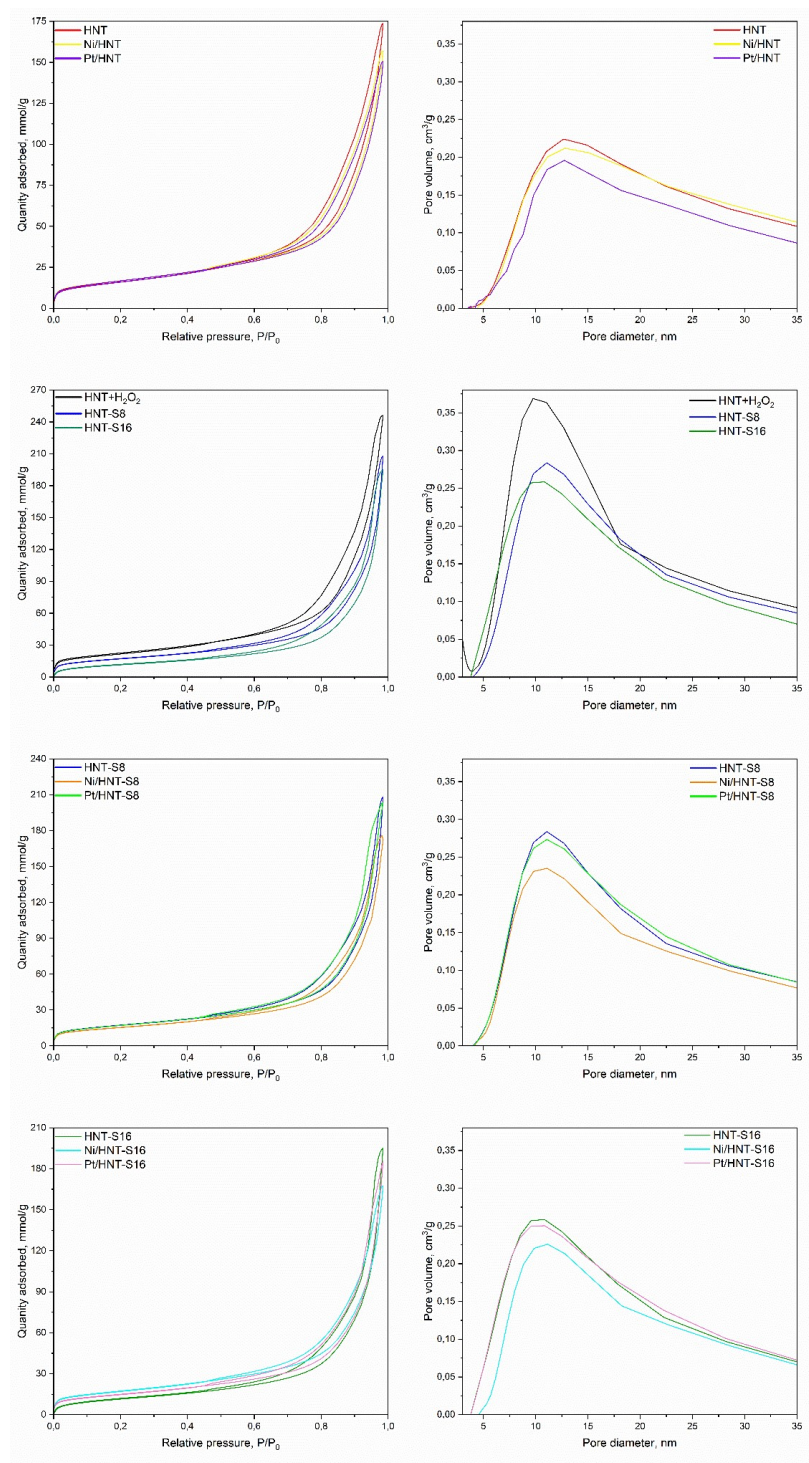 175
150
125
100
75
50
25
0
0,0 0,2 0,4 0,6 0,8 1,0
Quanity adsorbed, mmol/g
Relative pressure, P/P₀
HNT
Ni/HNT
Pt/HNT
0,35
0,30
0,25
0,20
0,15
0,10
0,05
0,00
5 10 15 20 25 30 35
Pore volume, cm³/g
Pore diameter, nm
HNT
Ni/HNT
Pt/HNT
270
240
210
180
150
120
90
60
30
0
0,0 0,2 0,4 0,6 0,8 1,0
Quanity adsorbed, mmol/g
Relative pressure, P/P₀
HNT+H₂O₂
HNT-S8
HNT-S16
0,35
0,30
0,25
0,20
0,15
0,10
0,05
0,00
5 10 15 20 25 30 35
Pore volume, cm³/g
Pore diameter, nm
HNT+H₂O₂
HNT-S8
HNT-S16
240
210
180
150
120
90
60
30
0
0,0 0,2 0,4 0,6 0,8 1,0
Quanity adsorbed, mmol/g
Relative pressure, P/P₀
HNT-S8
Ni/HNT-S8
Pt/HNT-S8
0,35
0,30
0,25
0,20
0,15
0,10
0,05
0,00
5 10 15 20 25 30 35
Pore volume, cm³/g
Pore diameter, nm
HNT-S8
Ni/HNT-S8
Pt/HNT-S8
210
180
150
120
90
60
30
0
0,0 0,2 0,4 0,6 0,8 1,0
Quanity adsorbed, mmol/g
Relative pressure, P/P₀
HNT-S16
Ni/HNT-S16
Pt/HNT-S16
0,35
0,30
0,25
0,20
0,15
0,10
0,05
0,00
5 10 15 20 25 30 35
Pore volume, cm³/g
Pore diameter, nm
HNT-S16
Ni/HNT-S16
Pt/HNT-S16